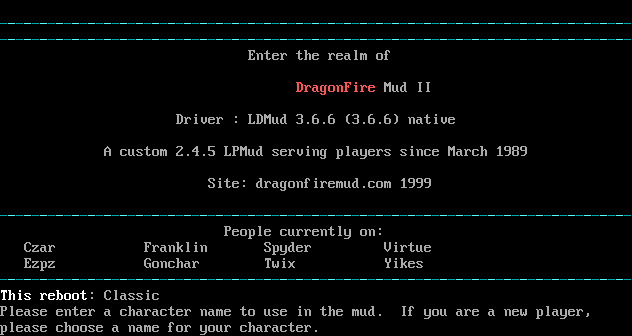 Enter the realm of
DragonFire Mud II
Driver : LDMud 3.6.6 (3.6.6) native
A custom 2.4.5 LPMud serving players since March 1989
Site: dragonfiremud.com 1999
People currently on:
Czar Franklin Spyder Virtue
Ezpz Gonchar Twix Yikes
This reboot: Classic
Please enter a character name to use in the mud.  If you are a new player,
please choose a name for your character.